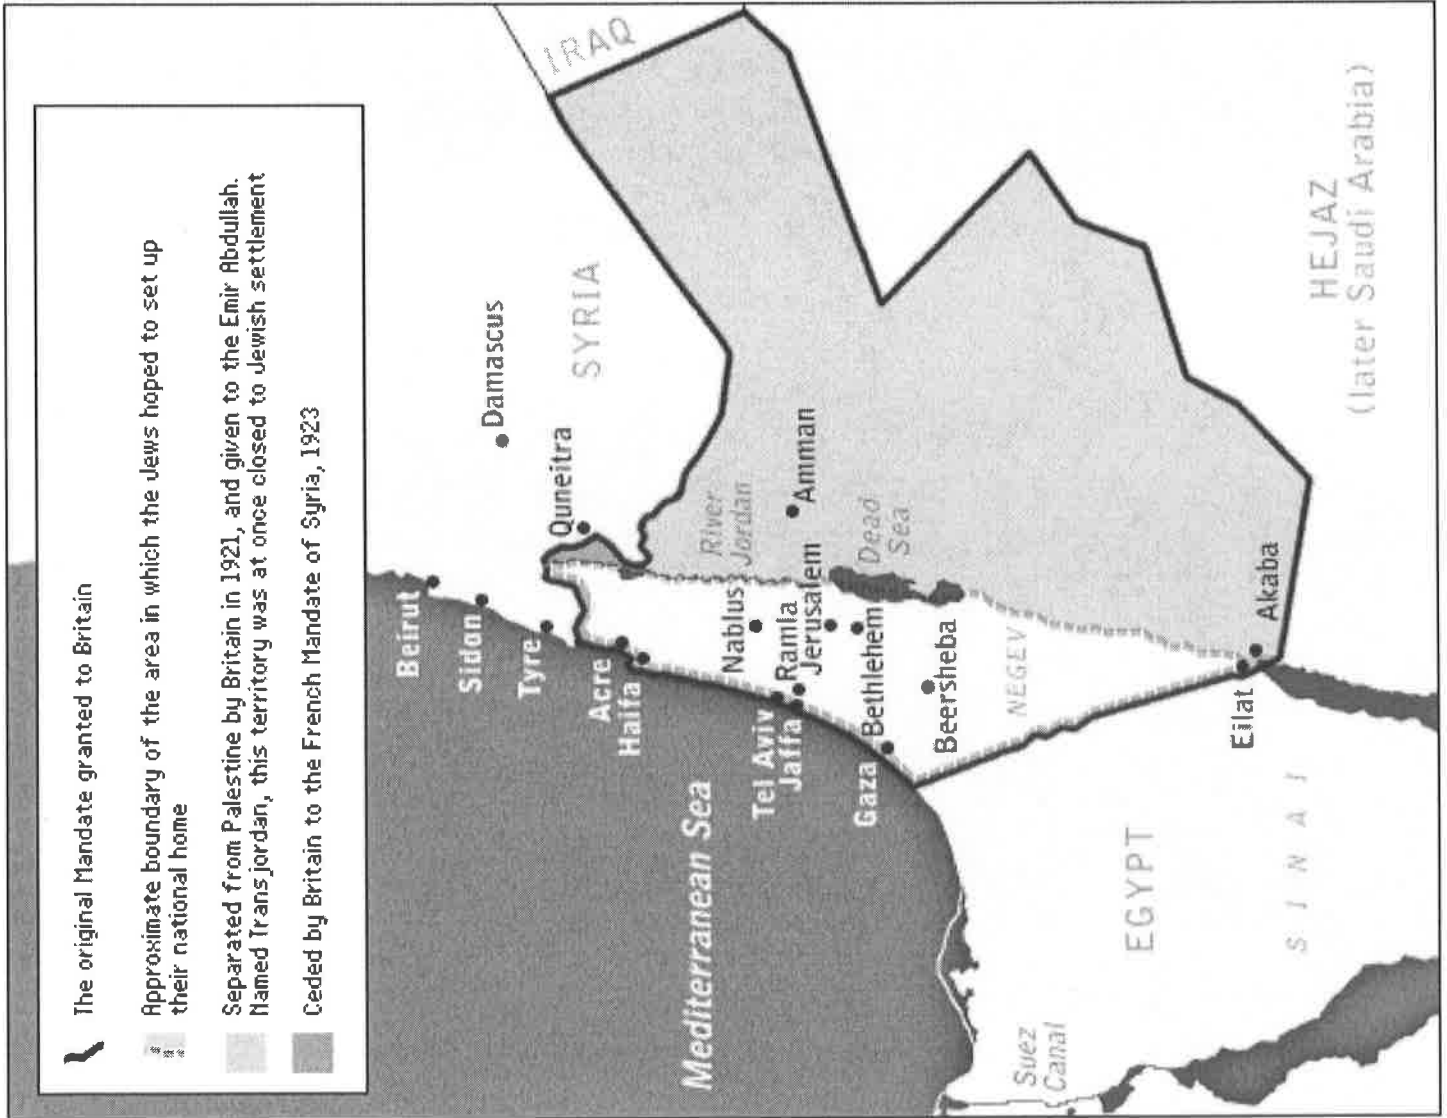 The original Mandate granted to Britain
Approximate boundary of the area in which the Jews hoped to set up
their national home
Separated from Palestine by Britain in 1921, and given to the Emir Abdullah.
Named Transjordan, this territory was at once closed to Jewish settlement
Ceded by Britain to the French Mandate of Syria, 1923
Beirut
Sidon
Tyre
Acre
Haifa
Damascus
Quneitra
SYRIA
IRAQ
Mediterranean Sea
Nablus
River
Jordan
Tel Aviv
Jaffa
Ramla
Jerusalem
Amman
Gaza
Bethlehem
Dead
Sea
Beersheba
NEGEV
Suez
Canal
EGYPT
SINAI
Eilat
Akaba
HEJAZ
(later Saudi Arabia)